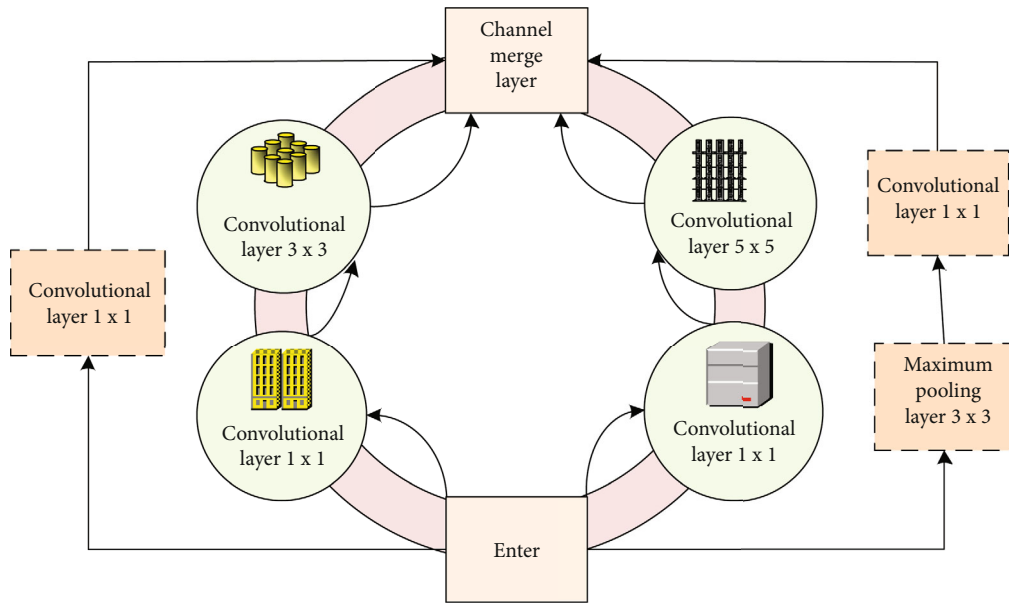 Channel
merge
layer
Convolutional
layer 3 x 3
Convolutional
layer 5 x 5
Convolutional
layer 1 x 1
Convolutional
layer 1 x 1
Convolutional
layer 1 x 1
Convolutional
layer 1 x 1
Maximum
pooling
layer 3 x 3
Enter